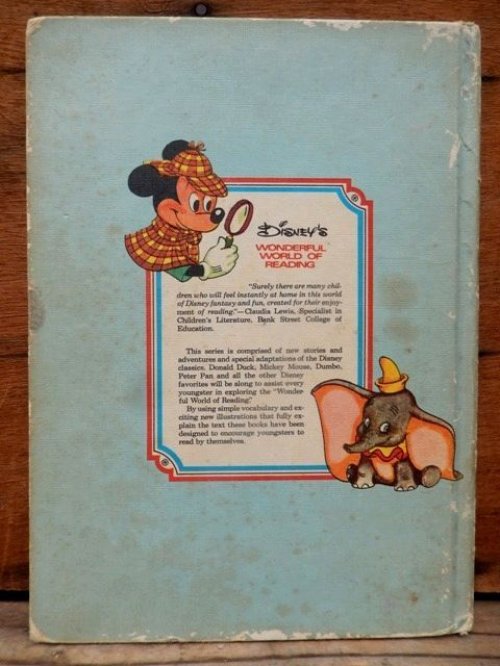 Disney's
WONDERFUL
WORLD OF
READING
"Surely there are many chil-
dren who will feel instantly at home in this world
of Disney fantasy and fun, created for their enjoy-
ment of reading."—Claudia Lewis, Specialist in
Children's Literature, Bank Street College of
Education.
This series is comprised of new stories and
adventures and special adaptations of the Disney
classics. Donald Duck, Mickey Mouse, Dumbo,
Peter Pan and all the other Disney
favorites will be along to assist every
youngster in exploring the "Wonder-
ful World of Reading."
By using simple vocabulary and ex-
citing new illustrations that fully ex-
plain the text these books have been
designed to encourage youngsters to
read by themselves.